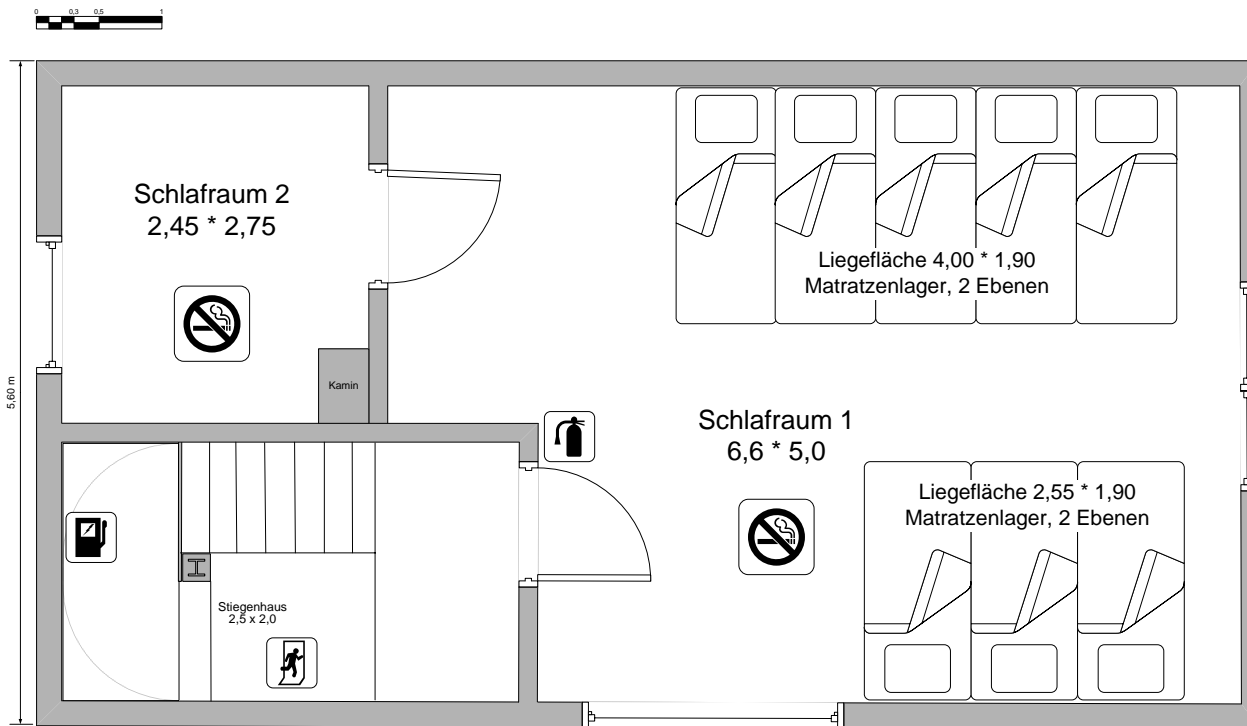 0 0,3 0,5 1
5,60 m
Schlafraum 2
2,45 * 2,75
Liegefläche 4,00 * 1,90
Matratzenlager, 2 Ebenen
Kamin
Schlafraum 1
6,6 * 5,0
Liegefläche 2,55 * 1,90
Matratzenlager, 2 Ebenen
Stiegenhaus
2,5 x 2,0